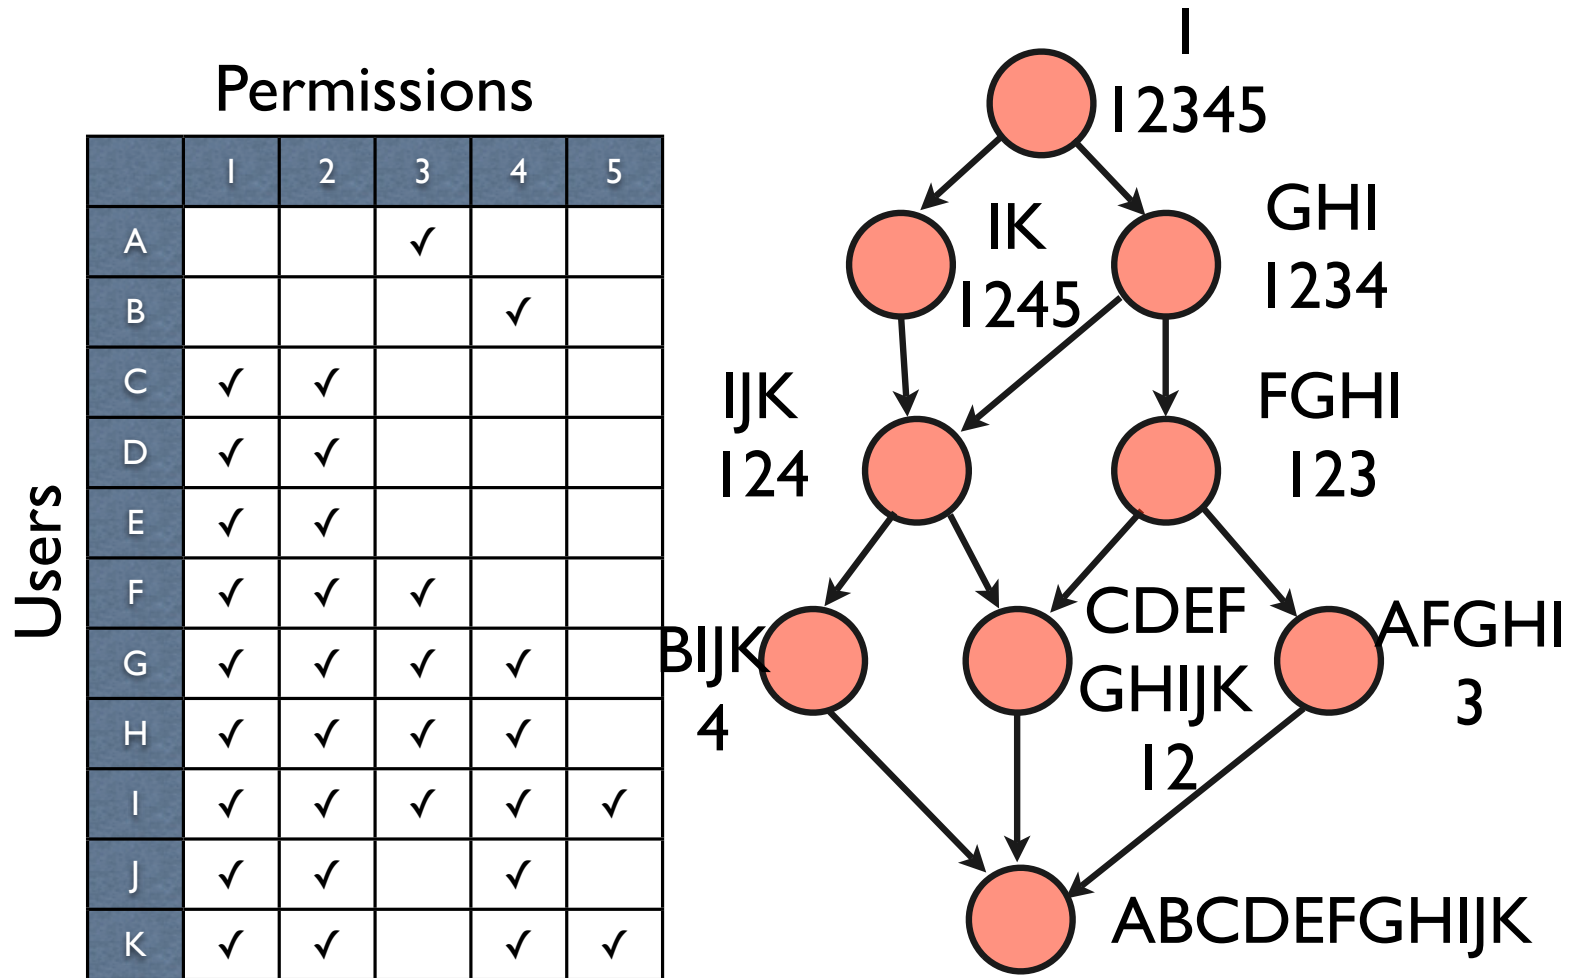 Permissions
Users
1 2 3 4 5
A ✓
B ✓
C ✓ ✓
D ✓ ✓
E ✓ ✓
F ✓ ✓ ✓
G ✓ ✓ ✓ ✓
H ✓ ✓ ✓ ✓
I ✓ ✓ ✓ ✓ ✓
J ✓ ✓ ✓
K ✓ ✓ ✓ ✓
I
12345
IK
1245
GHI
1234
IJK
124
FGHI
123
BIJK
4
CDEF
GHIJK
12
AFGHI
3
ABCDEFGHIJK